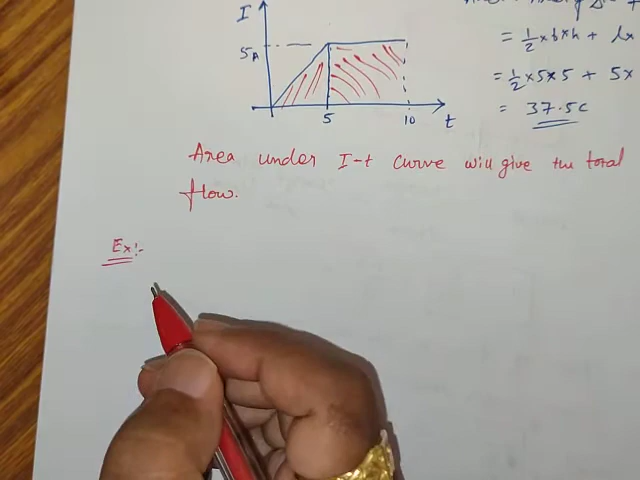 I
5A
5
10
t
= 1/2 × b × h +
= 1/2 × 5 × 5 + 5×
= 37.5C
Area under I-t curve will give the total
flow.
Ex:-